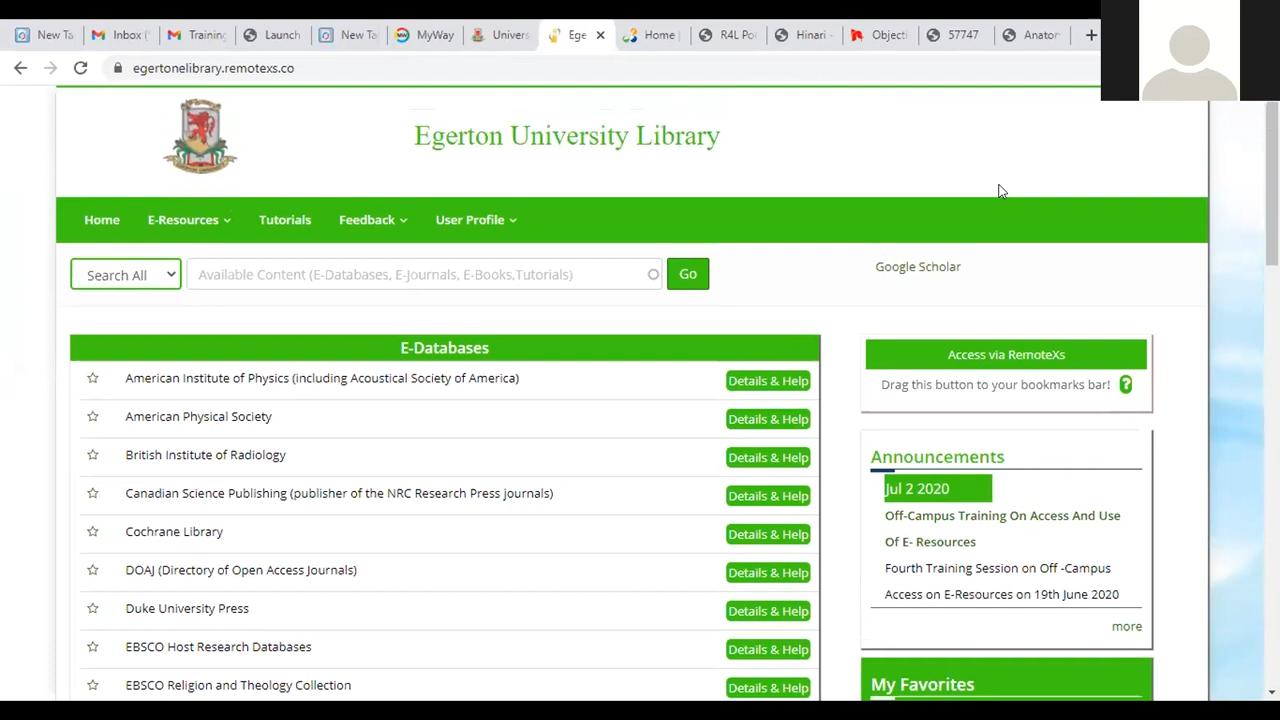 New Ta
Inbox (
Training
Launch
New Ta
MyWay
Univers
Ege
Home
R4L Po
Hinari -
Objecti
57747
Anator
egertonelibrary.remotexs.co
Egerton University Library
Home
E-Resources
Tutorials
Feedback
User Profile
Search All
Available Content (E-Databases, E-Journals, E-Books,Tutorials)
Go
Google Scholar
E-Databases
American Institute of Physics (including Acoustical Society of America)
Details & Help
American Physical Society
Details & Help
British Institute of Radiology
Details & Help
Canadian Science Publishing (publisher of the NRC Research Press journals)
Details & Help
Cochrane Library
Details & Help
DOAJ (Directory of Open Access Journals)
Details & Help
Duke University Press
Details & Help
EBSCO Host Research Databases
Details & Help
EBSCO Religion and Theology Collection
Details & Help
Access via RemoteXs
Drag this button to your bookmarks bar!
?
Announcements
Jul 2 2020
Off-Campus Training On Access And Use
Of E- Resources
Fourth Training Session on Off -Campus
Access on E-Resources on 19th June 2020
more
My Favorites